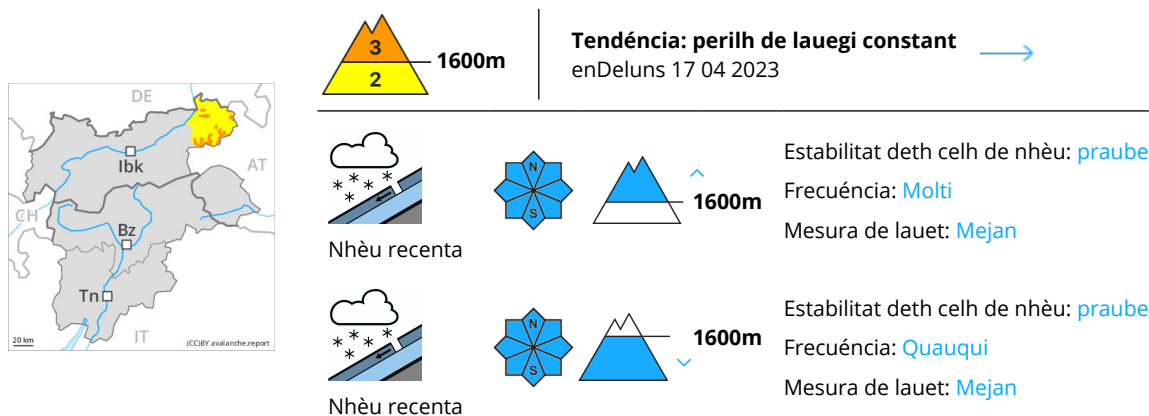 3
2
1600m
Tendéncia: perilh de lauegi constant
enDeluns 17 04 2023
DE
AT
CH
IT
Ibk
Bz
Tn
20 km
(CC)BY avalanche.report
Nhèu recenta
N
S
1600m
Estabilitat deth celh de nhèu: praube
Frecuéncia: Molti
Mesura de lauet: Mejan
Nhèu recenta
N
S
1600m
Estabilitat deth celh de nhèu: praube
Frecuéncia: Quauqui
Mesura de lauet: Mejan